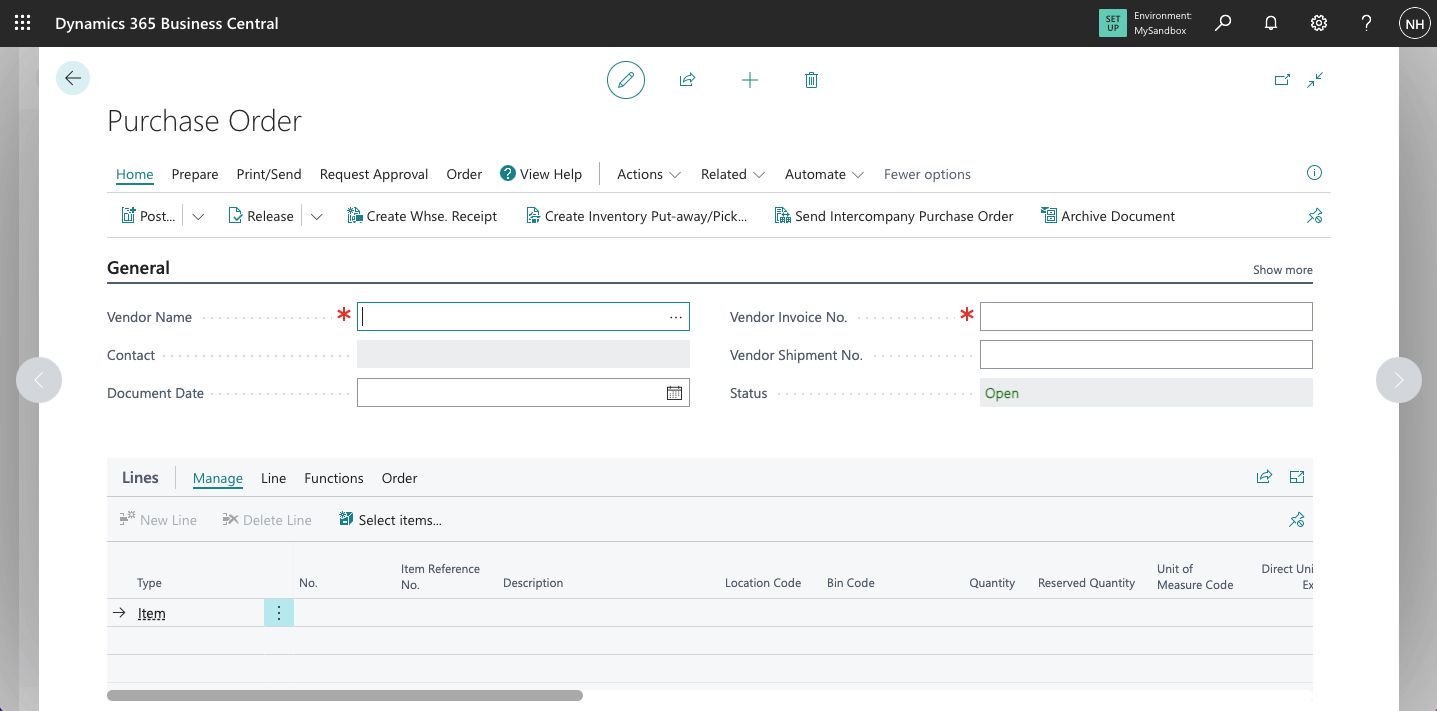 Dynamics 365 Business Central
SET UP
Environment:
MySandbox
NH
Purchase Order
Home Prepare Print/Send Request Approval Order ? View Help Actions Related Automate Fewer options
Post... Release Create Whse. Receipt Create Inventory Put-away/Pick... Send Intercompany Purchase Order Archive Document
General Show more
Vendor Name * ... Vendor Invoice No. *
Contact Vendor Shipment No.
Document Date Status Open
Lines Manage Line Functions Order
New Line Delete Line Select items...
Type No. Item Reference No. Description Location Code Bin Code Quantity Reserved Quantity Unit of Measure Code Direct Uni Ex
Item